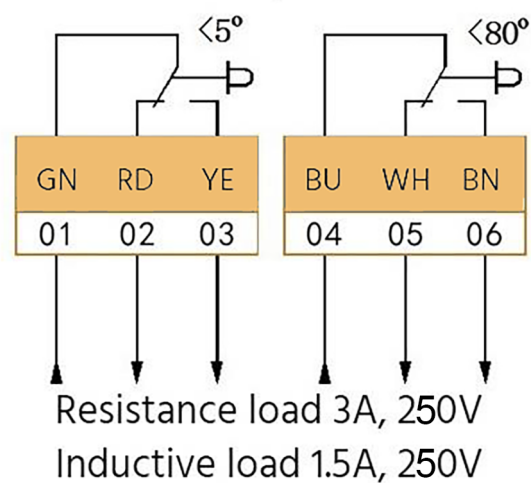 <5° <80°
GN RD YE BU WH BN
01 02 03 04 05 06
Resistance load 3A, 250V
Inductive load 1.5A, 250V